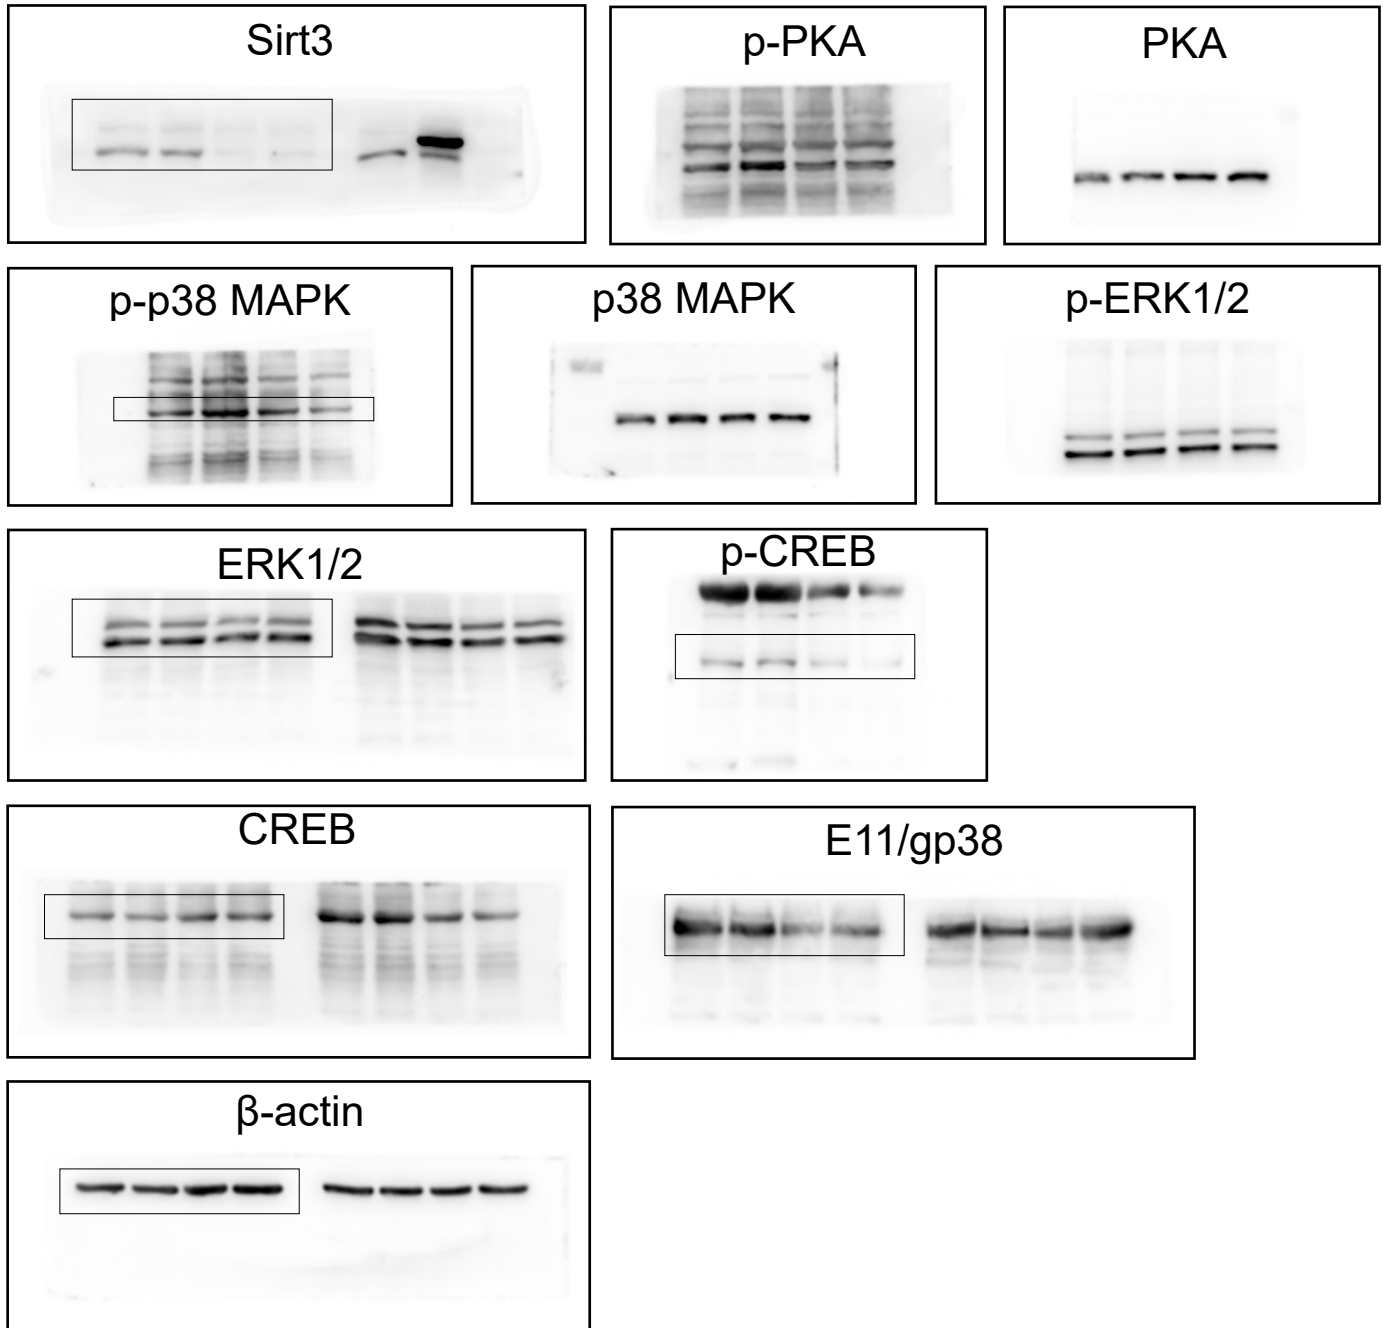 Sirt3
p-PKA
PKA
p-p38 MAPK
p38 MAPK
p-ERK1/2
ERK1/2
p-CREB
CREB
E11/gp38
β-actin